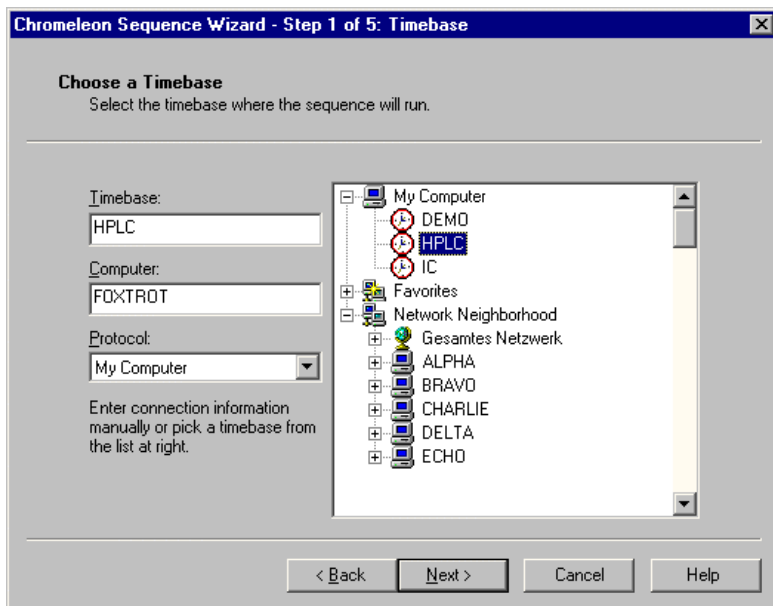 Chromeleon Sequence Wizard - Step 1 of 5: Timebase
Choose a Timebase
Select the timebase where the sequence will run.
Timebase:
HPLC
Computer:
FOXTROT
Protocol:
My Computer
Enter connection information
manually or pick a timebase from
the list at right.
My Computer
DEMO
HPLC
IC
Favorites
Network Neighborhood
Gesamtes Netzwerk
ALPHA
BRAVO
CHARLIE
DELTA
ECHO
< Back
Next >
Cancel
Help